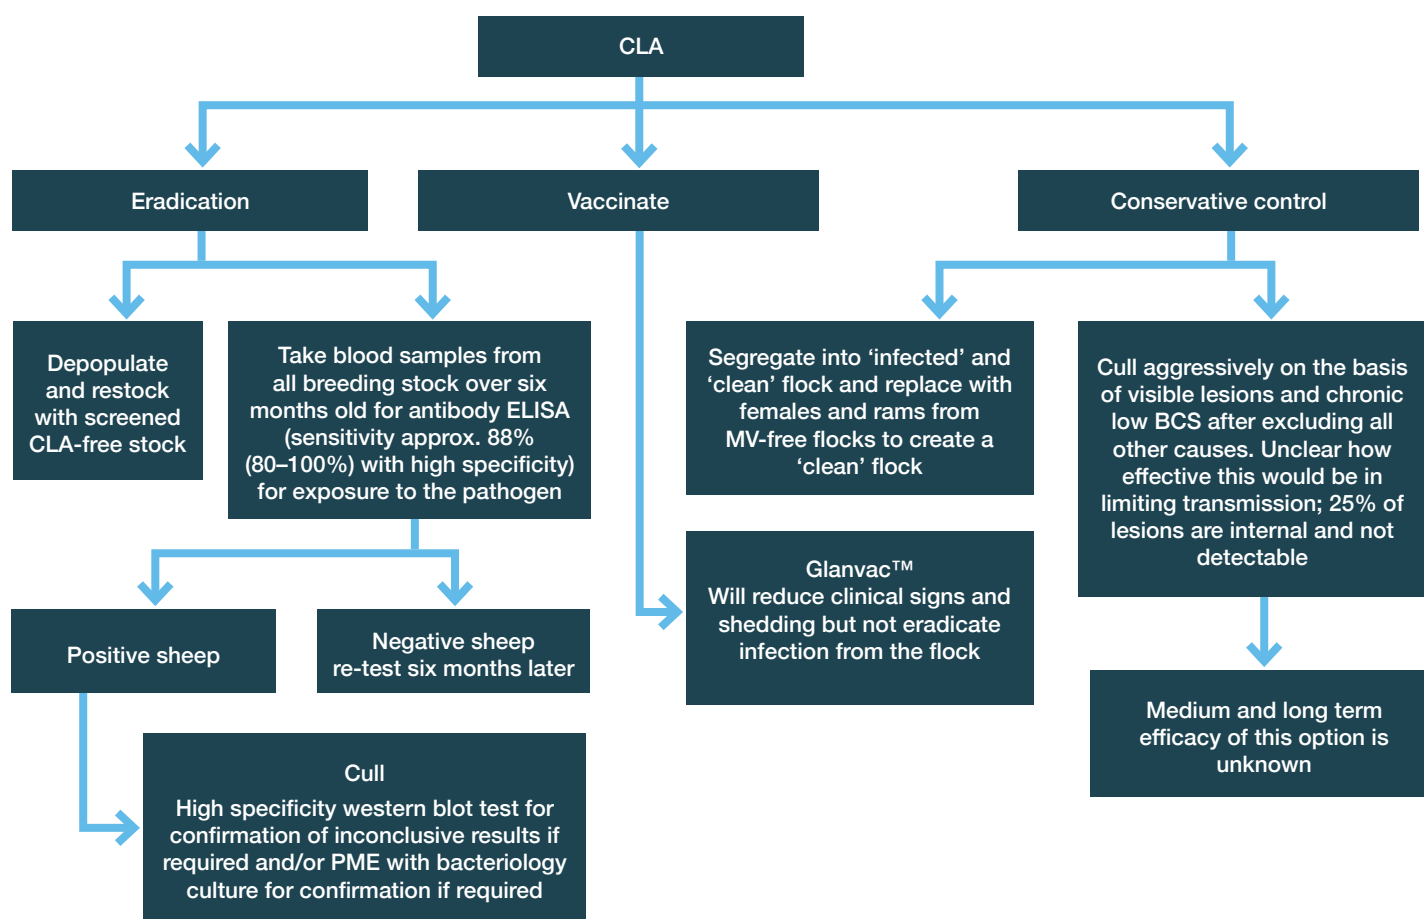 CLA
Eradication
Vaccinate
Conservative control
Depopulate
and restock
with screened
CLA-free stock
Take blood samples from
all breeding stock over six
months old for antibody ELISA
(sensitivity approx. 88%
(80–100%) with high specificity)
for exposure to the pathogen
Segregate into ‘infected’ and
‘clean’ flock and replace with
females and rams from
MV-free flocks to create a
‘clean’ flock
Cull aggressively on the basis
of visible lesions and chronic
low BCS after excluding all
other causes. Unclear how
effective this would be in
limiting transmission; 25% of
lesions are internal and not
detectable
Glanvac™
Will reduce clinical signs and
shedding but not eradicate
infection from the flock
Positive sheep
Negative sheep
re-test six months later
Medium and long term
efficacy of this option is
unknown
Cull
High specificity western blot test for
confirmation of inconclusive results if
required and/or PME with bacteriology
culture for confirmation if required